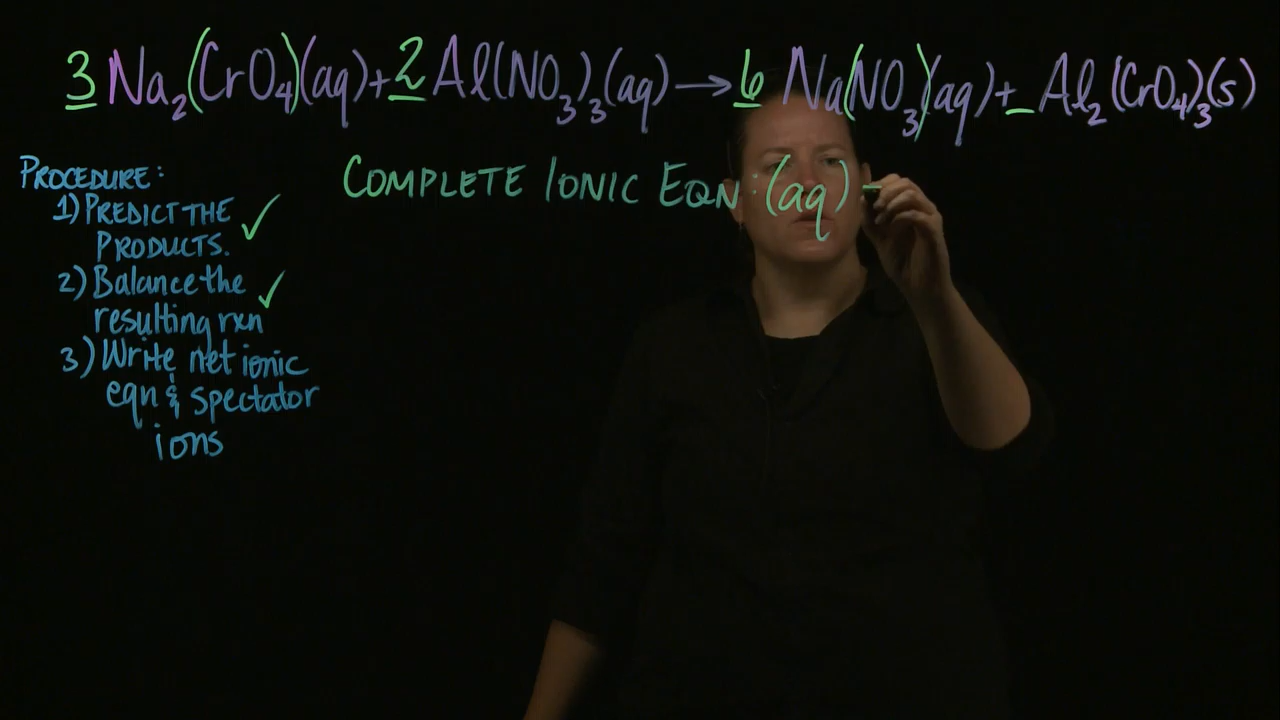 3 Na₂(CrO₄)(aq) + 2 Al(NO₃)₃(aq) → 6 Na(NO₃)(aq) + _ Al₂(CrO₄)₃(s)
PROCEDURE:
1) PREDICT THE
PRODUCTS. ✓
2) Balance the
resulting rxn ✓
3) Write net ionic
eqn & spectator
ions
COMPLETE IONIC EQN: (aq) -